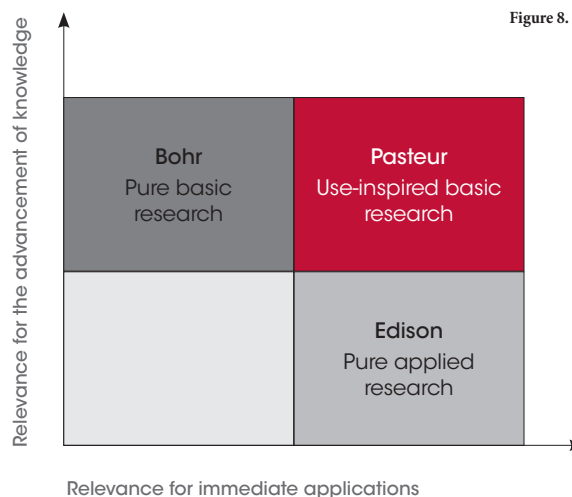 Figure 8.
Relevance for the advancement of knowledge
Bohr
Pure basic
research
Pasteur
Use-inspired basic
research
Edison
Pure applied
research
Relevance for immediate applications